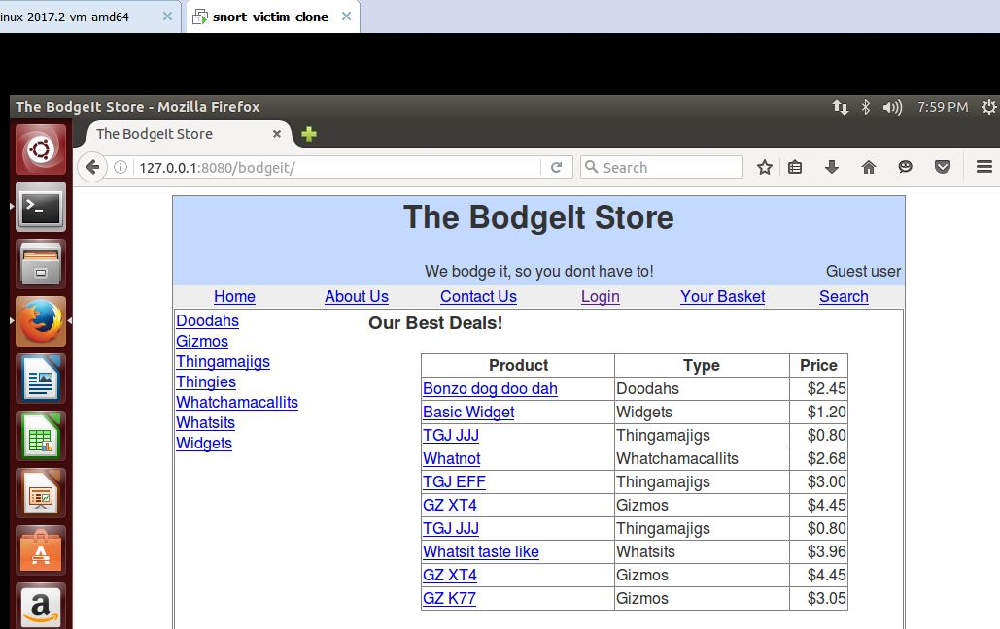 inux-2017.2-vm-amd64 snort-victim-clone
The BodgeIt Store - Mozilla Firefox 7:59 PM
The BodgeIt Store
127.0.0.1:8080/bodgeit/ Search
The BodgeIt Store
We bodge it, so you dont have to! Guest user
Home About Us Contact Us Login Your Basket Search
Doodahs
Gizmos
Thingamajigs
Thingies
Whatchamacallits
Whatsits
Widgets
Our Best Deals!
Product Type Price
Bonzo dog doo dah Doodahs $2.45
Basic Widget Widgets $1.20
TGJ JJJ Thingamajigs $0.80
Whatnot Whatchamacallits $2.68
TGJ EFF Thingamajigs $3.00
GZ XT4 Gizmos $4.45
TGJ JJJ Thingamajigs $0.80
Whatsit taste like Whatsits $3.96
GZ XT4 Gizmos $4.45
GZ K77 Gizmos $3.05